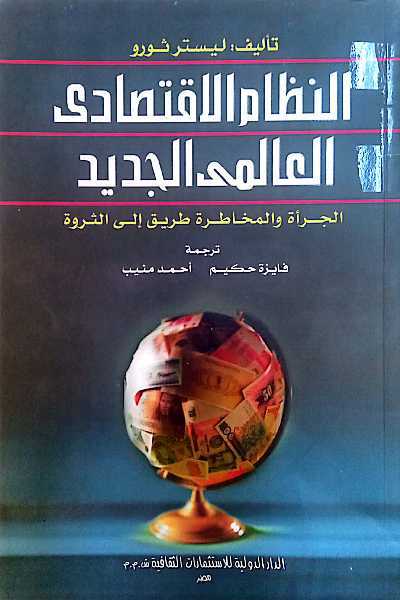 تأليف: ليستر ثورو
النظام الاقتصادى
العالمى الجديد
الجرأة والمخاطرة طريق إلى الثروة
ترجمة
فايزة حكيم أحمد منيب
الدار الدولية للاستثمارات الثقافية ش.م.م
مصر